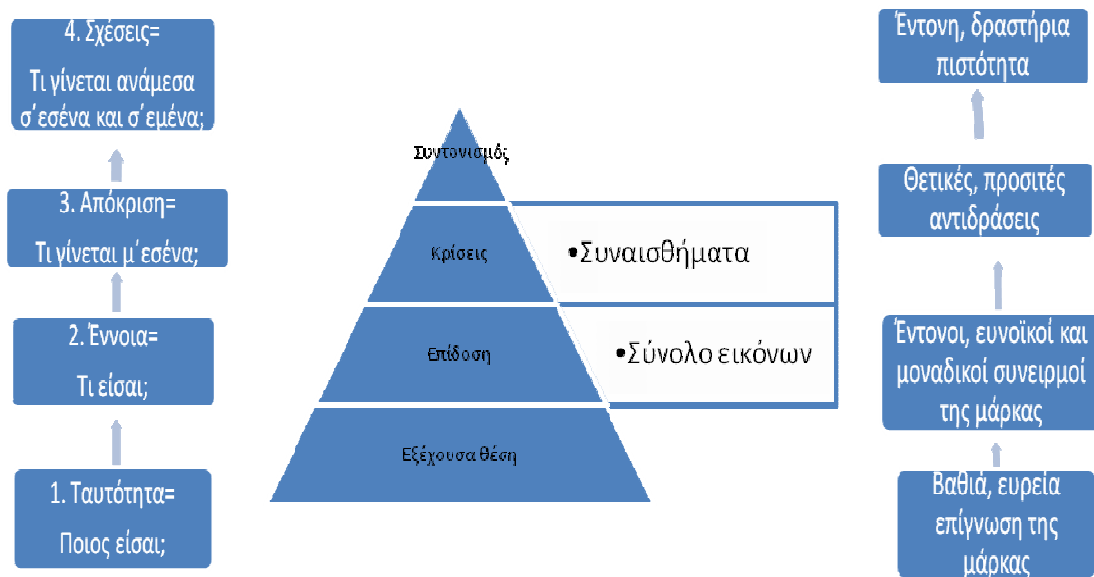 4. Σχέσεις=
Τι γίνεται ανάμεσα
σ΄εσένα και σ΄εμένα;
3. Απόκριση=
Τι γίνεται μ΄εσένα;
2. Έννοια=
Τι είσαι;
1. Ταυτότητα=
Ποιος είσαι;
Συντονισμός
Κρίσεις
•Συναισθήματα
Επίδοση
•Σύνολο εικόνων
Εξέχουσα θέση
Έντονη, δραστήρια
πιστότητα
Θετικές, προσιτές
αντιδράσεις
Έντονοι, ευνοϊκοί και
μοναδικοί συνειρμοί
της μάρκας
Βαθιά, ευρεία
επίγνωση της
μάρκας